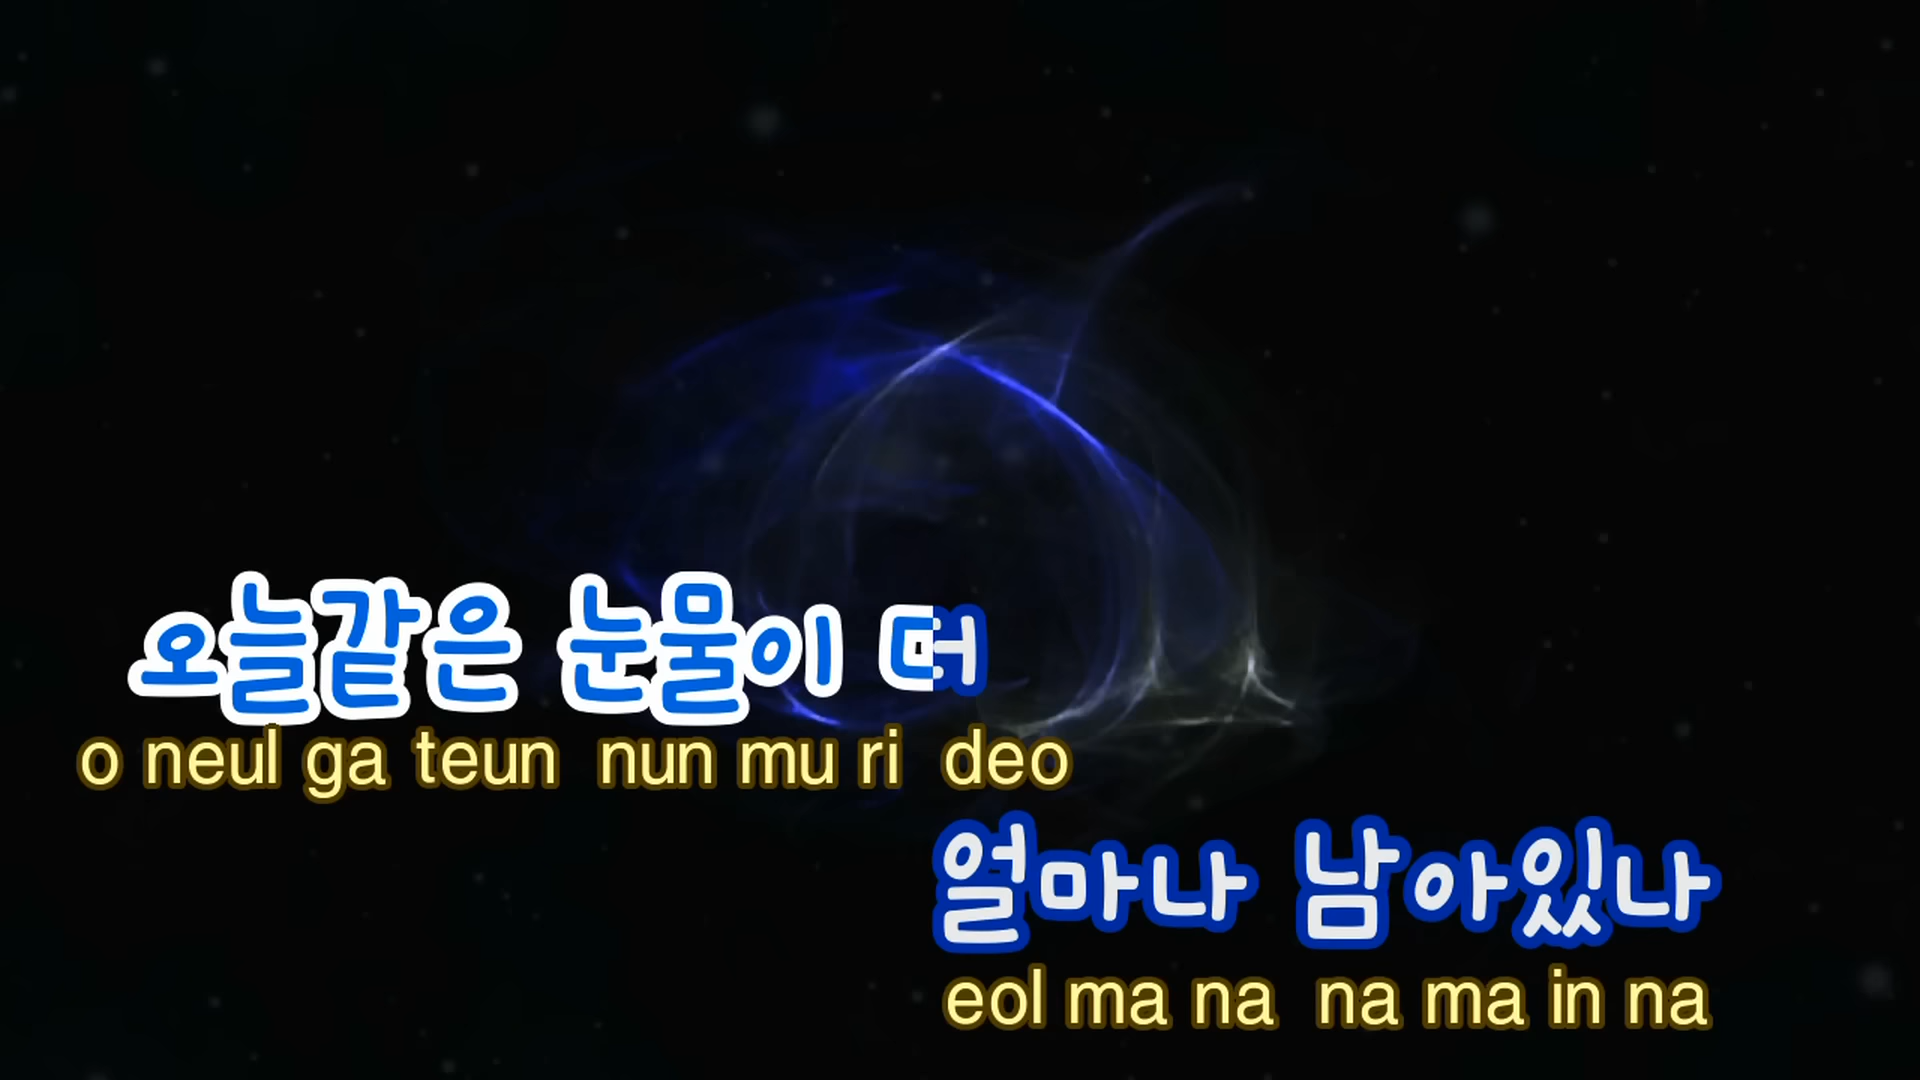 오늘같은 눈물이 더
o neul ga teun nun mu ri deo
얼마나 남아있나
eol ma na na ma in na